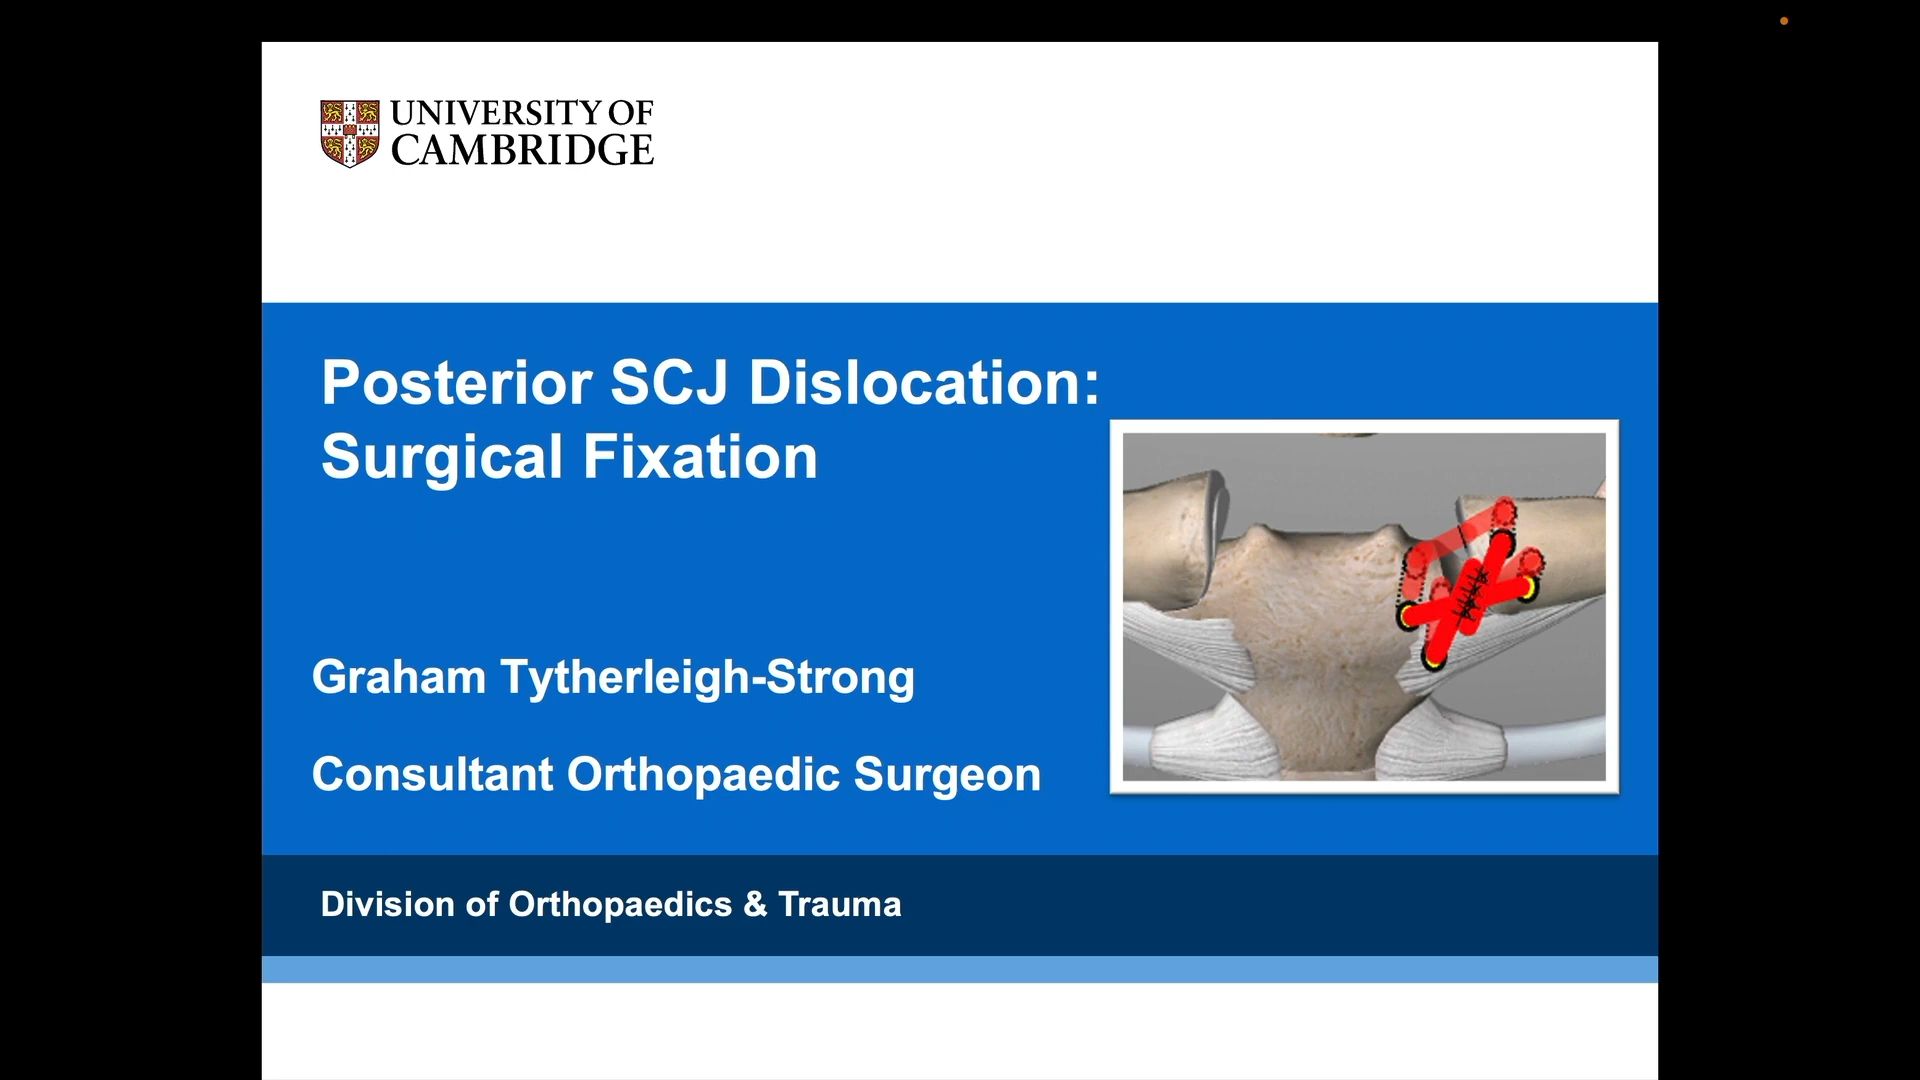 UNIVERSITY OF
CAMBRIDGE
Posterior SCJ Dislocation:
Surgical Fixation
Graham Tytherleigh-Strong
Consultant Orthopaedic Surgeon
Division of Orthopaedics & Trauma